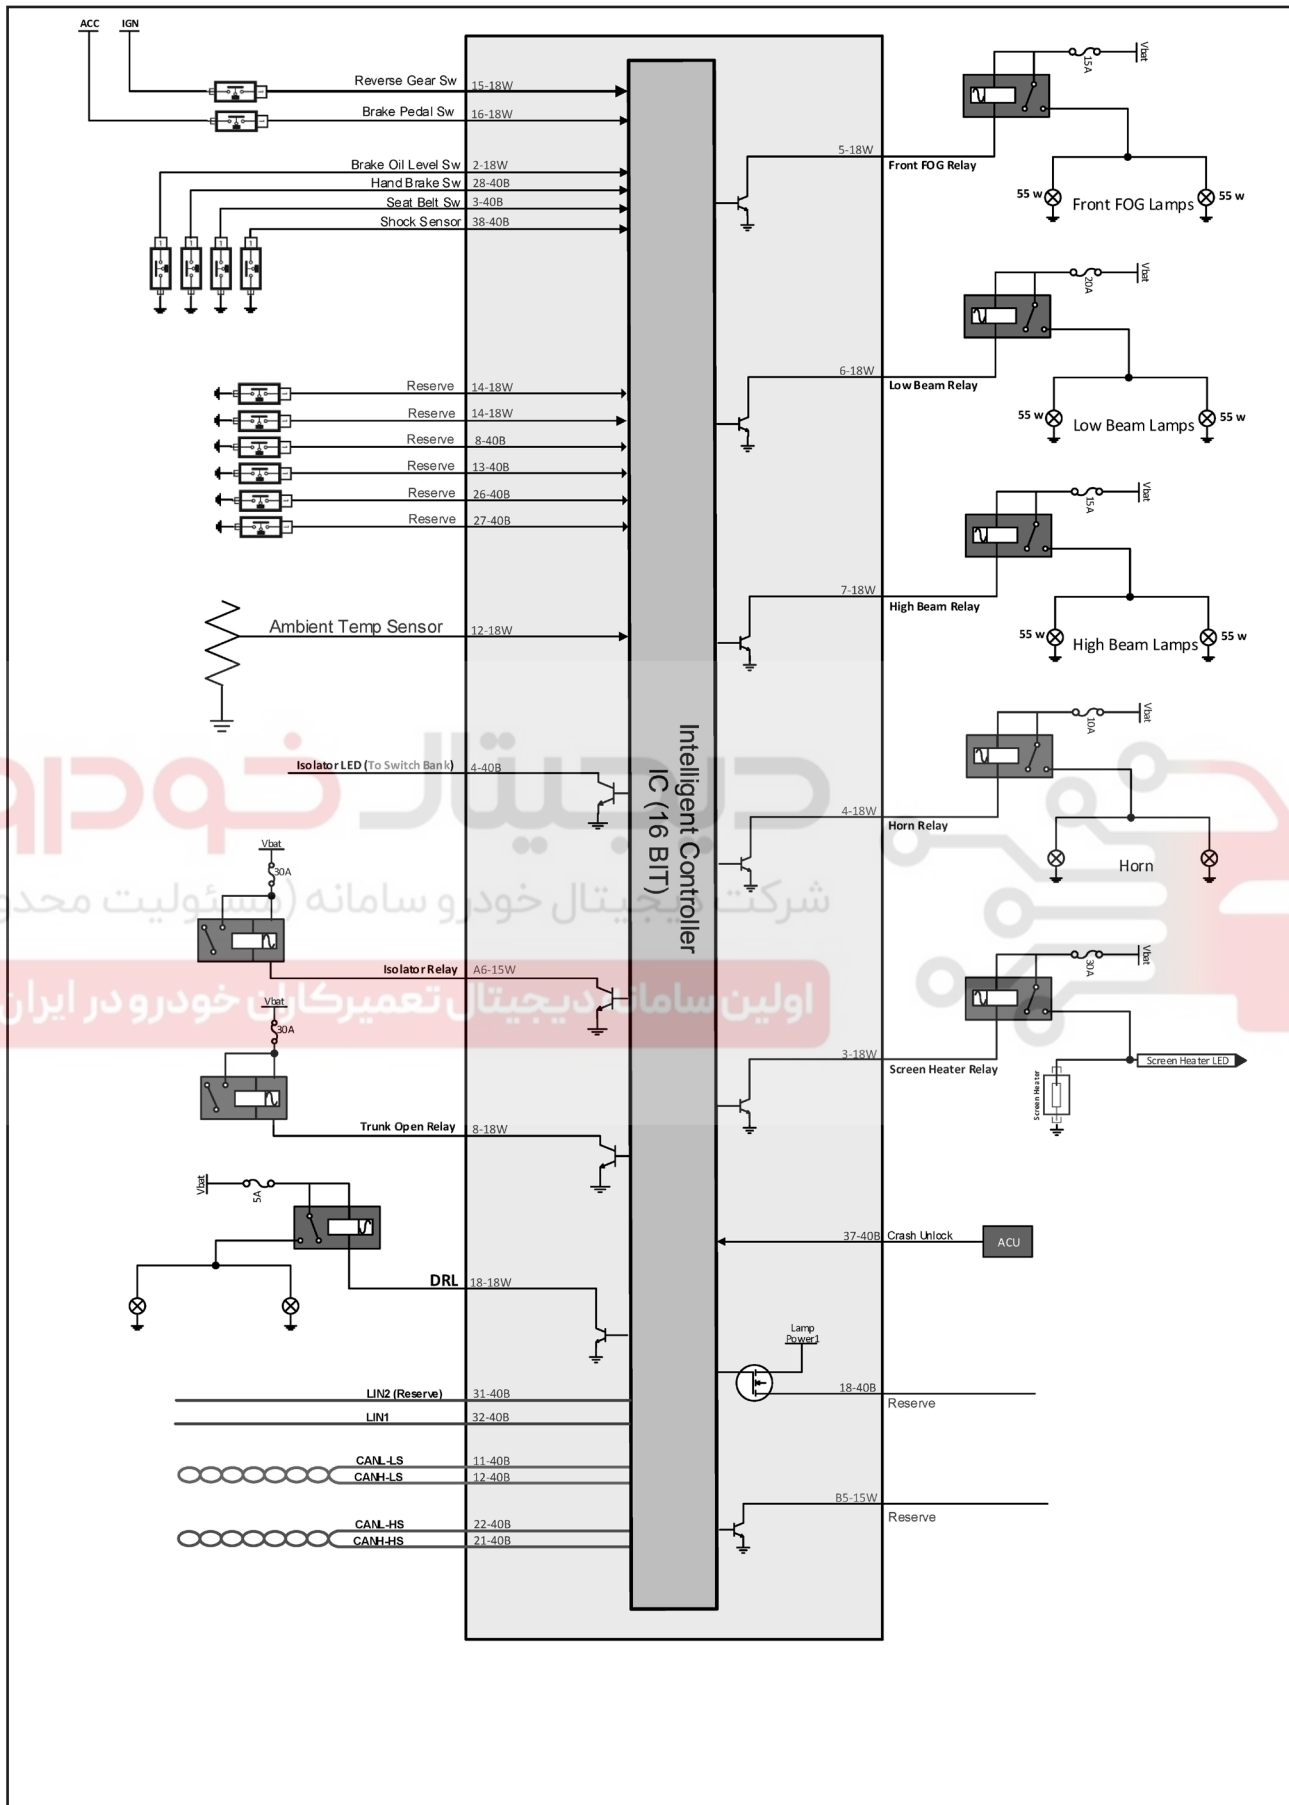 ACC IGN
Reverse Gear Sw 15-18W
Brake Pedal Sw 16-18W
Brake Oil Level Sw 2-18W
Hand Brake Sw 28-40B
Seat Belt Sw 3-40B
Shock Sensor 38-40B
Reserve 14-18W
Reserve 14-18W
Reserve 8-40B
Reserve 13-40B
Reserve 26-40B
Reserve 27-40B
Ambient Temp Sensor 12-18W
Isolator LED (To Switch Bank) 4-40B
Vbat
30A
Isolator Relay A6-15W
Vbat
30A
Trunk Open Relay 8-18W
Vbat
5A
DRL 18-18W
LIN2 (Reserve) 31-40B
LIN1 32-40B
CANL-LS 11-40B
CANH-LS 12-40B
CANL-HS 22-40B
CANH-HS 21-40B
Intelligent Controller
IC (16 BIT)
Vbat
15A
5-18W
Front FOG Relay
55 w 55 w
Front FOG Lamps
Vbat
20A
6-18W
Low Beam Relay
55 w 55 w
Low Beam Lamps
Vbat
15A
7-18W
High Beam Relay
55 w 55 w
High Beam Lamps
Vbat
10A
4-18W
Horn Relay
Horn
Vbat
30A
3-18W
Screen Heater Relay
Screen Heater LED
Screen Heater
37-40B Crash Unlock
ACU
Lamp
Power1
18-40B
Reserve
B5-15W
Reserve
دیجیتال خودرو
شرکت دیجیتال خودرو سامانه (مسئولیت محدو
اولین سامانه دیجیتال تعمیرکاران خودرو در ایران